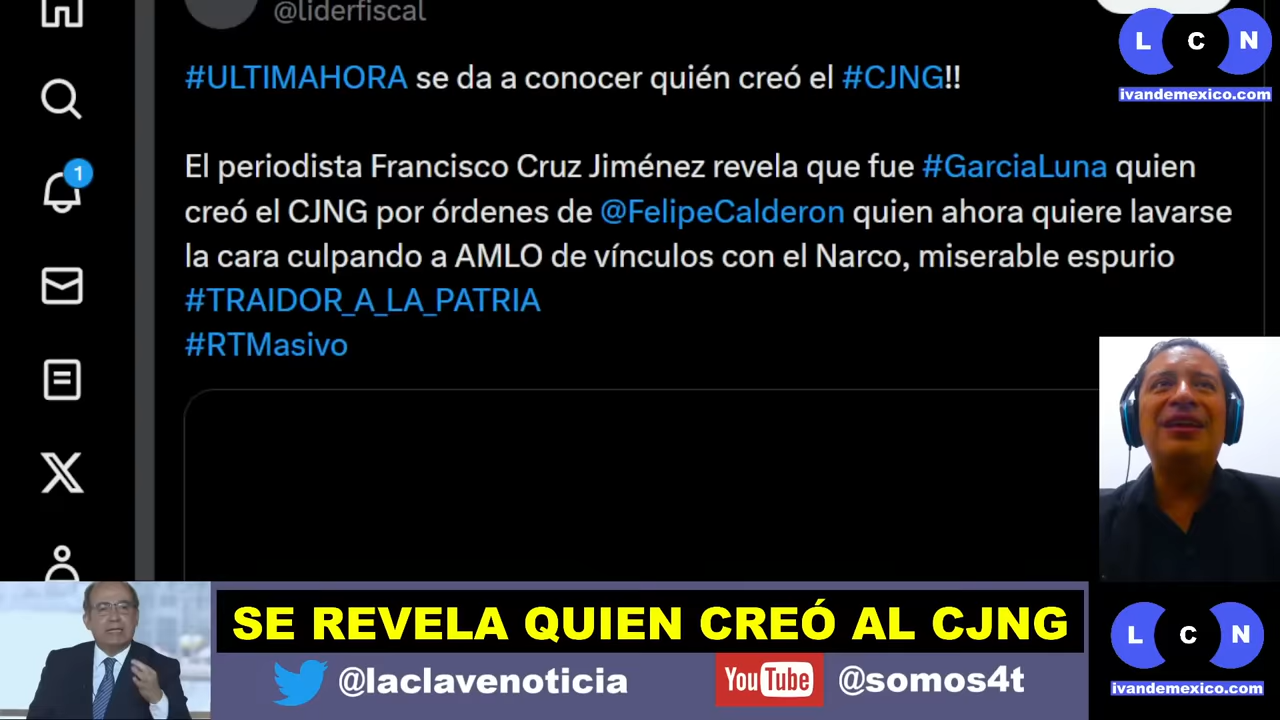 @liderfiscal
#ULTIMAHORA se da a conocer quién creó el #CJNG!!
El periodista Francisco Cruz Jiménez revela que fue #GarciaLuna quien
creó el CJNG por órdenes de @FelipeCalderon quien ahora quiere lavarse
la cara culpando a AMLO de vínculos con el Narco, miserable espurio
#TRAIDOR_A_LA_PATRIA
#RTMasivo
1
L C N
ivandemexico.com
SE REVELA QUIEN CREÓ AL CJNG
@laclavenoticia
YouTube
@somos4t
L C N
ivandemexico.com